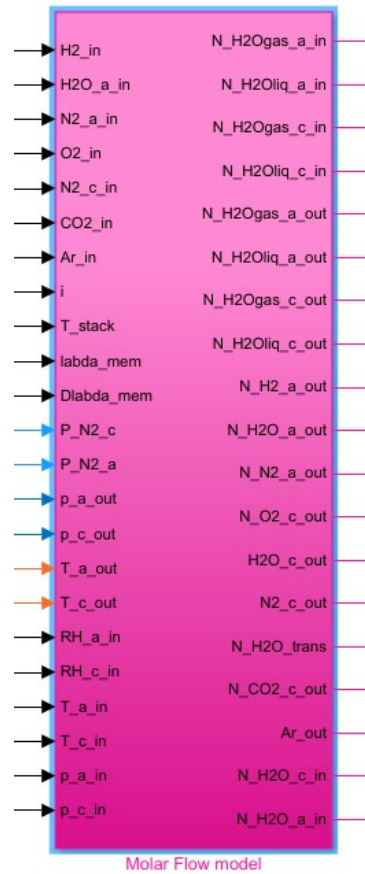 H2_in
H2O_a_in
N2_a_in
O2_in
N2_c_in
CO2_in
Ar_in
i
T_stack
labda_mem
Dlabda_mem
P_N2_c
P_N2_a
p_a_out
p_c_out
T_a_out
T_c_out
RH_a_in
RH_c_in
T_a_in
T_c_in
p_a_in
p_c_in
N_H2Ogas_a_in
N_H2Oliq_a_in
N_H2Ogas_c_in
N_H2Oliq_c_in
N_H2Ogas_a_out
N_H2Oliq_a_out
N_H2Ogas_c_out
N_H2Oliq_c_out
N_H2_a_out
N_H2O_a_out
N_N2_a_out
N_O2_c_out
H2O_c_out
N2_c_out
N_H2O_trans
N_CO2_c_out
Ar_out
N_H2O_c_in
N_H2O_a_in
Molar Flow model